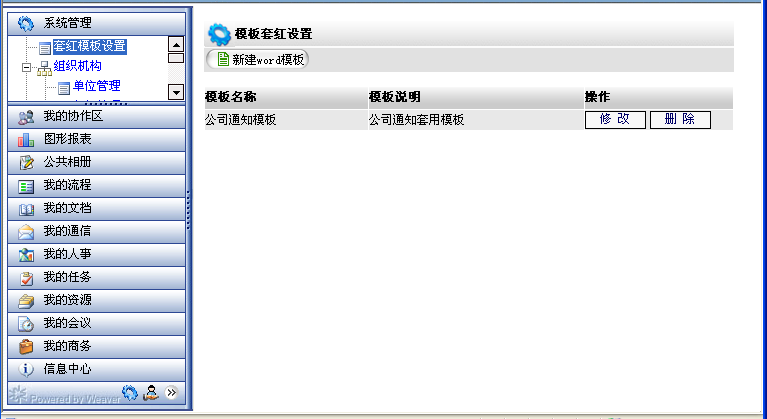 系统管理
套红模板设置
组织机构
单位管理
我的协作区
图形报表
公共相册
我的流程
我的文档
我的通信
我的人事
我的任务
我的资源
我的会议
我的商务
信息中心
Powered by Weaver
模板套红设置
新建word模板
模板名称 模板说明 操作
公司通知模板 公司通知套用模板 修 改 删 除